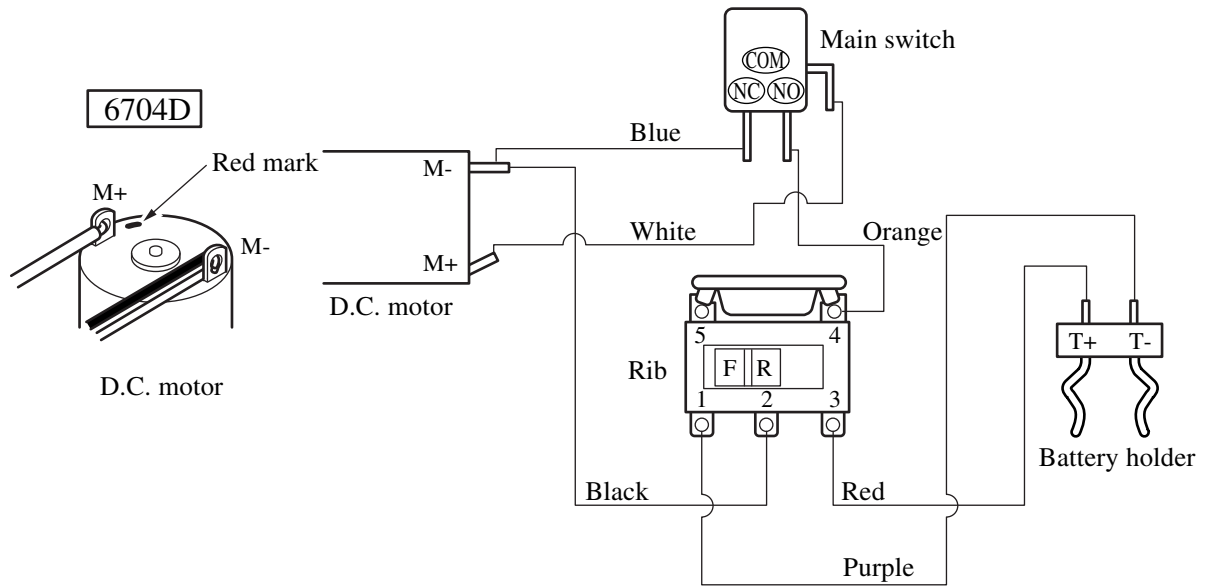 Main switch
COM
NC NO
6704D
Blue
Red mark
M-
M+
M-
White
Orange
M+
D.C. motor
5 4
T+ T-
Rib
F R
D.C. motor
1 2 3
Battery holder
Black
Red
Purple